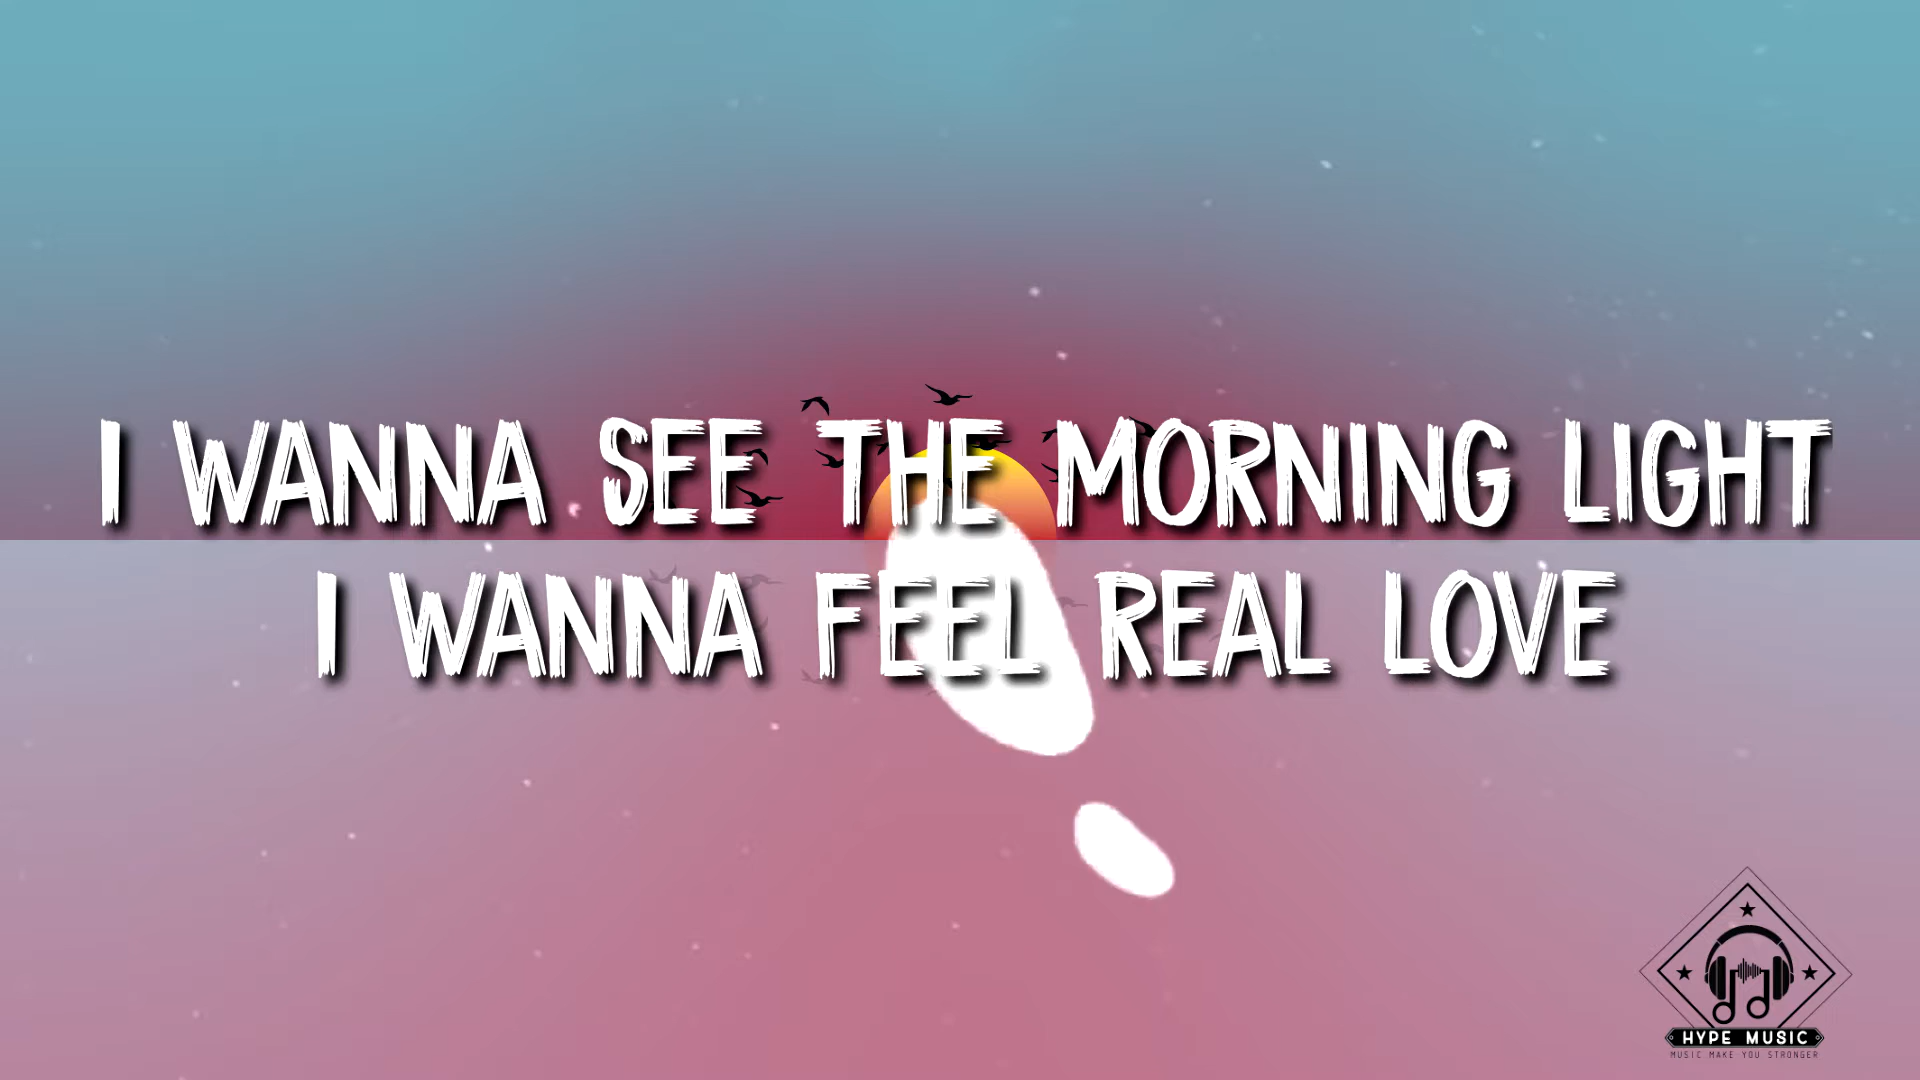 I WANNA SEE THE MORNING LIGHT
I WANNA FEEL REAL LOVE
HYPE MUSIC
MUSIC MAKE YOU STRONGER